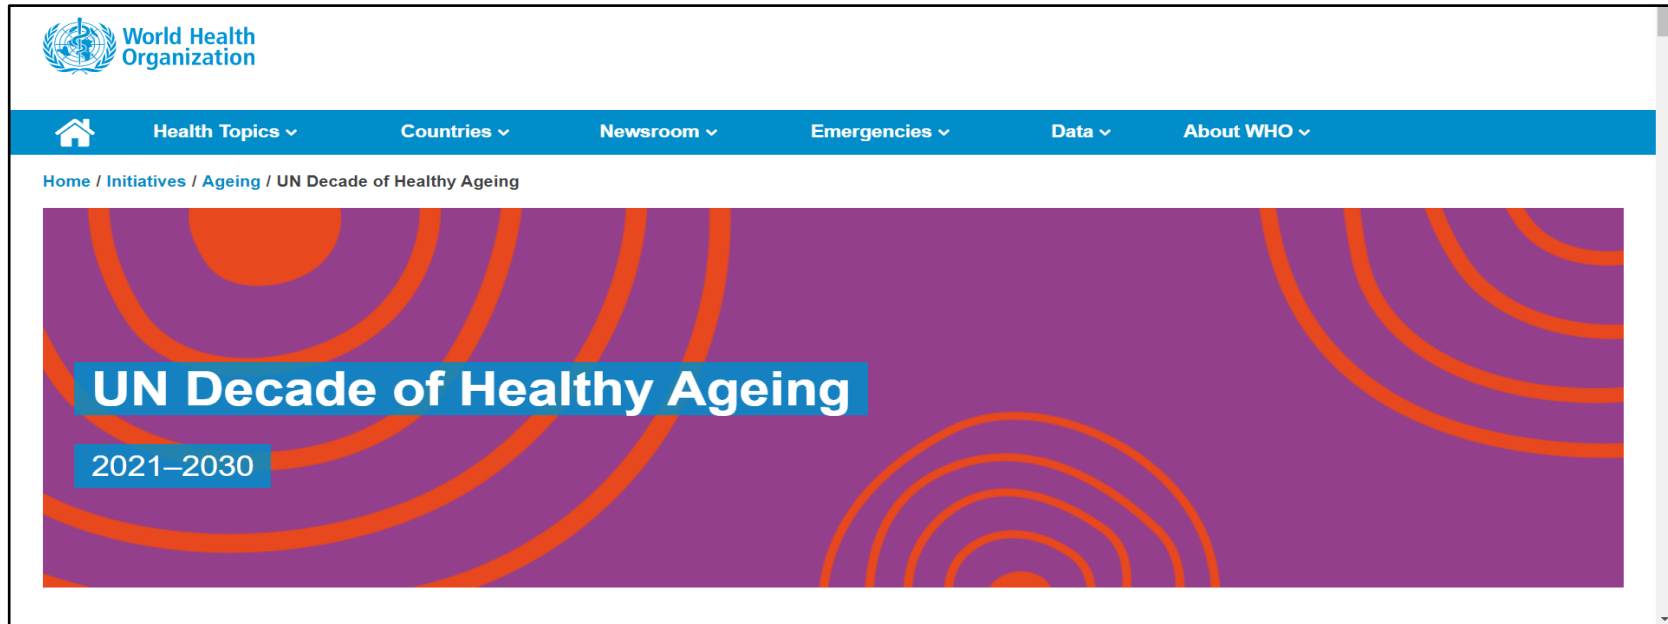 World Health
Organization
Health Topics Countries Newsroom Emergencies Data About WHO
Home / Initiatives / Ageing / UN Decade of Healthy Ageing
UN Decade of Healthy Ageing
2021–2030